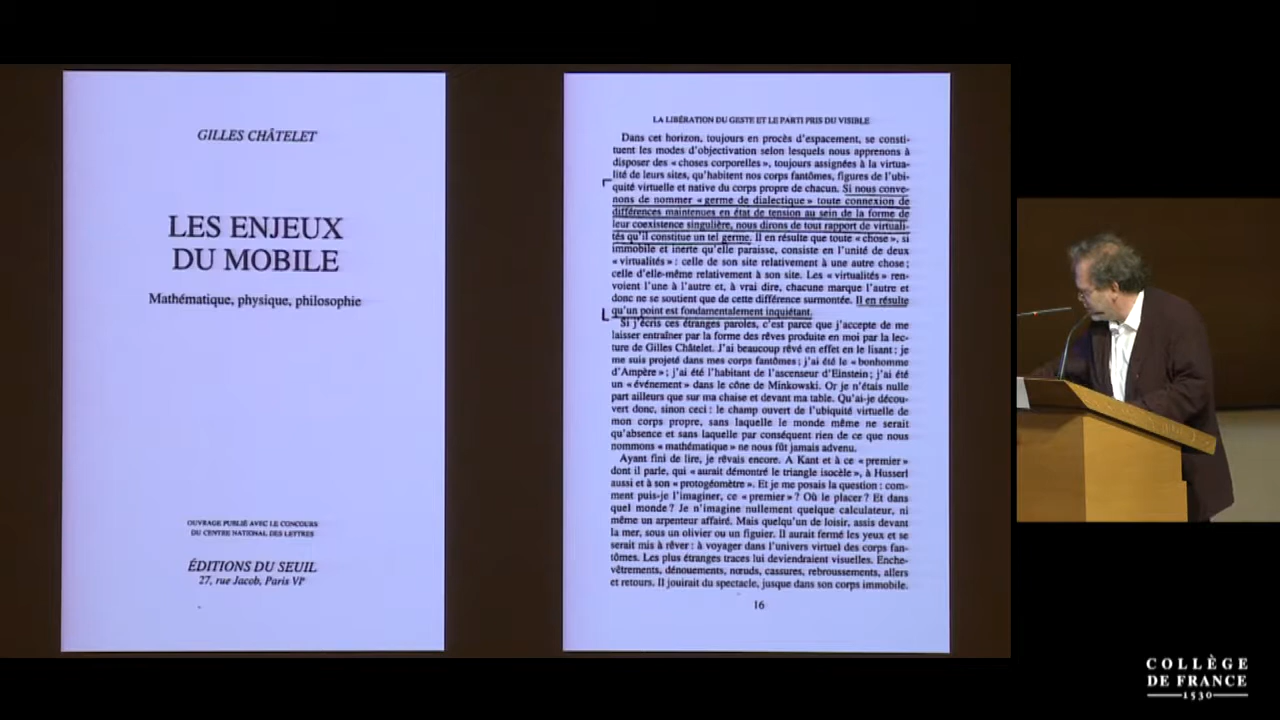 GILLES CHÂTELET
LES ENJEUX
DU MOBILE
Mathématique, physique, philosophie
OUVRAGE PUBLIÉ AVEC LE CONCOURS
DU CENTRE NATIONAL DES LETTRES
ÉDITIONS DU SEUIL
27, rue Jacob, Paris VIᵉ
LA LIBÉRATION DU GESTE ET LE PARTI PRIS DU VISIBLE
Dans cet horizon, toujours en procès d'espacement, se consti-
tuent les modes d'objectivation selon lesquels nous apprenons à
disposer des « choses corporelles », toujours assignées à la virtua-
lité de leurs sites, qu'habitent nos corps fantômes, figures de l'ubi-
quité virtuelle et native du corps propre de chacun. Si nous conve-
nons de nommer « germe de dialectique » toute connexion de
différences maintenues en état de tension au sein de la forme de
leur coexistence singulière, nous dirons de tout rapport de virtuali-
tés qu'il constitue un tel germe. Il en résulte que toute « chose », si
immobile et inerte qu'elle paraisse, consiste en l'unité de deux
« virtualités » : celle de son site relativement à une autre chose ;
celle d'elle-même relativement à son site. Les « virtualités » ren-
voient l'une à l'autre et, à vrai dire, chacune marque l'autre et
donc ne se soutient que de cette différence surmontée. Il en résulte
qu'un point est fondamentalement inquiétant.
Si j'écris ces étranges paroles, c'est parce que j'accepte de me
laisser entraîner par la forme des rêves produite en moi par la lec-
ture de Gilles Châtelet. J'ai beaucoup rêvé en effet en le lisant : je
me suis projeté dans mes corps fantômes ; j'ai été le « bonhomme
d'Ampère » ; j'ai été l'habitant de l'ascenseur d'Einstein ; j'ai été
un « événement » dans le cône de Minkowski. Or je n'étais nulle
part ailleurs que sur ma chaise et devant ma table. Qu'ai-je décou-
vert donc, sinon ceci : le champ ouvert de l'ubiquité virtuelle de
mon corps propre, sans laquelle le monde même ne serait
qu'absence et sans laquelle par conséquent rien de ce que nous
nommons « mathématique » ne nous fût jamais advenu.
Ayant fini de lire, je rêvais encore. A Kant et à ce « premier »
dont il parle, qui « aurait démontré le triangle isocèle », à Husserl
aussi et à son « protogéomètre ». Et je me posais la question : com-
ment puis-je l'imaginer, ce « premier » ? Où le placer ? Et dans
quel monde ? Je n'imagine nullement quelque calculateur, ni
même un arpenteur affairé. Mais quelqu'un de loisir, assis devant
la mer, sous un olivier ou un figuier. Il aurait fermé les yeux et se
serait mis à rêver : à voyager dans l'univers virtuel des corps fan-
tômes. Les plus étranges traces lui deviendraient visuelles. Enche-
vêtrements, dénouements, nœuds, cassures, rebroussements, allers
et retours. Il jouirait du spectacle, jusque dans son corps immobile.
16
COLLÈGE
DE FRANCE
1530